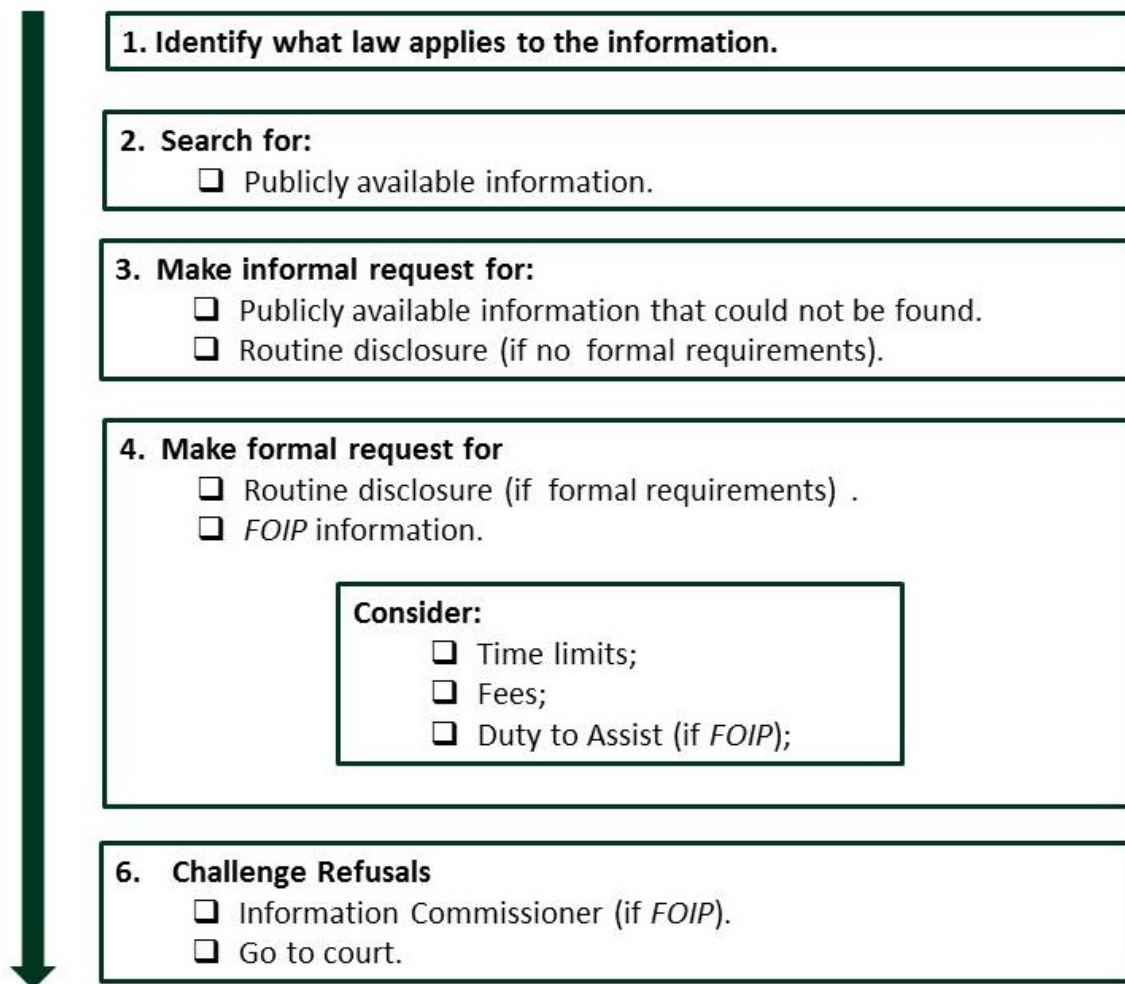 1. Identify what law applies to the information.
2. Search for:
❑ Publicly available information.
3. Make informal request for:
❑ Publicly available information that could not be found.
❑ Routine disclosure (if no formal requirements).
4. Make formal request for
❑ Routine disclosure (if formal requirements) .
❑ FOIP information.
Consider:
❑ Time limits;
❑ Fees;
❑ Duty to Assist (if FOIP);
6. Challenge Refusals
❑ Information Commissioner (if FOIP).
❑ Go to court.